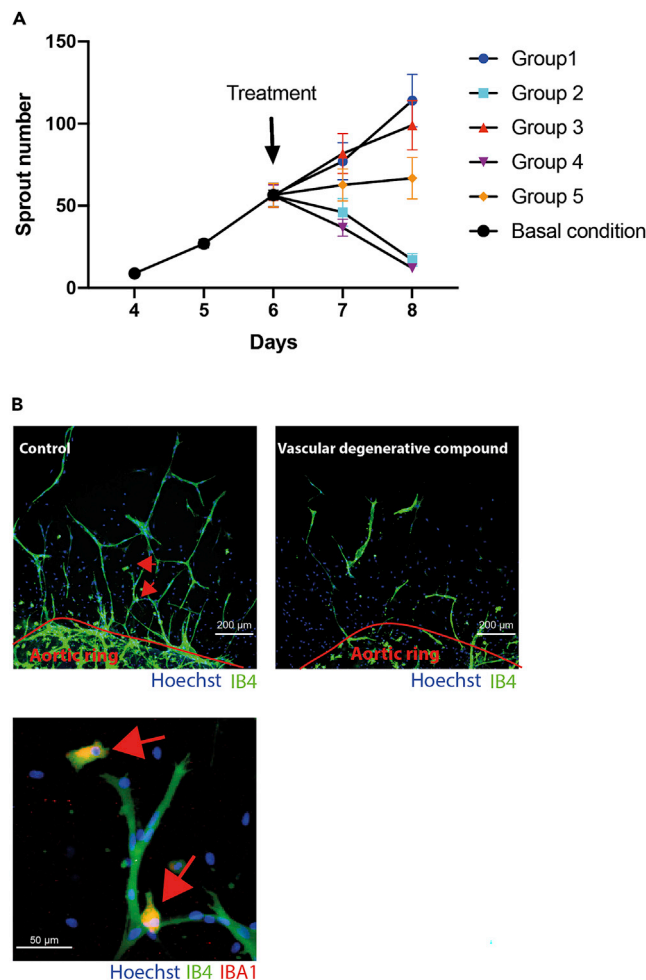 A
150
100
50
0
Sprout number
Treatment
4 5 6 7 8
Days
Group1
Group 2
Group 3
Group 4
Group 5
Basal condition
B
Control
200 µm
Aortic ring
Hoechst IB4
Vascular degenerative compound
200 µm
Aortic ring
Hoechst IB4
50 µm
Hoechst IB4 IBA1